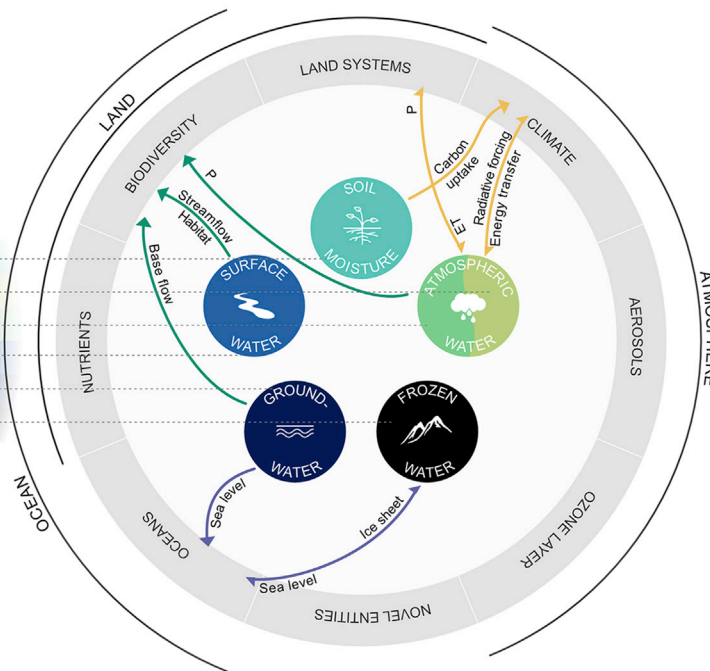 LAND
LAND SYSTEMS
BIODIVERSITY
CLIMATE
P
Carbon
uptake
Radiative forcing
Energy transfer
ET
P
Streamflow
Habitat
Base flow
SOIL
MOISTURE
SURFACE
WATER
ATMOSPHERIC
WATER
NUTRIENTS
AEROSOLS
ATMOSPHERE
GROUND-
WATER
FROZEN
WATER
Sea level
Ice sheet
Sea level
OCEAN
OCEANS
OZONE LAYER
NOVEL ENTITIES